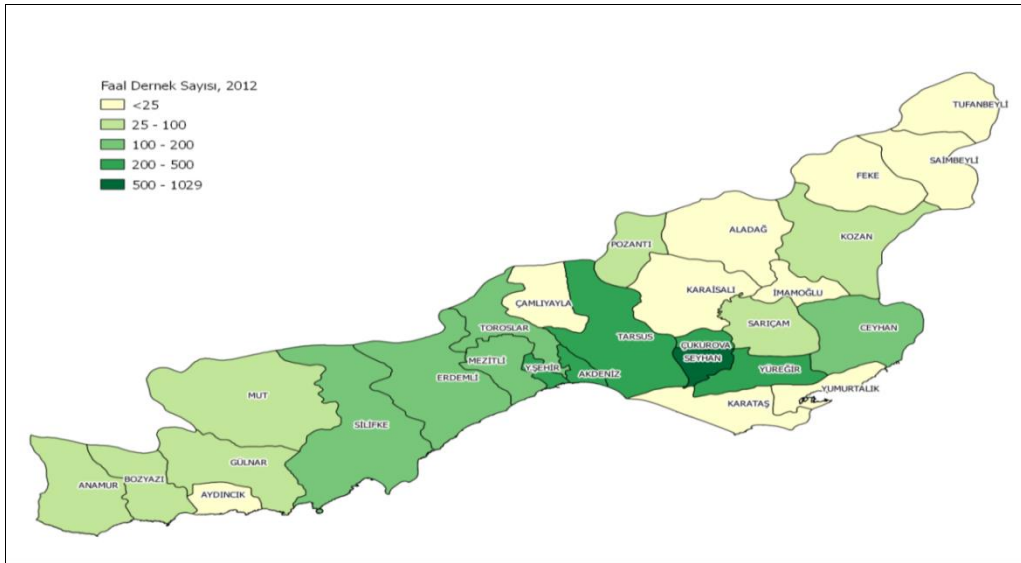 Faal Dernek Sayısı, 2012
<25
25 - 100
100 - 200
200 - 500
500 - 1029
TUFANBEYLİ
SAİMBEYLİ
FEKE
ALADAĞ
KOZAN
POZANTI
KARAİSALI
İMAMOĞLU
ÇAMLIYAYLA
SARIÇAM
CEYHAN
TOROSLAR
TARSUS
ÇUKUROVA
SEYHAN
MEZİTLİ
Y.ŞEHİR
AKDENİZ
YÜREĞİR
ERDEMLİ
YUMURTALIK
KARATAŞ
MUT
SİLİFKE
GÜLNAR
ANAMUR
BOZYAZI
AYDINCIK